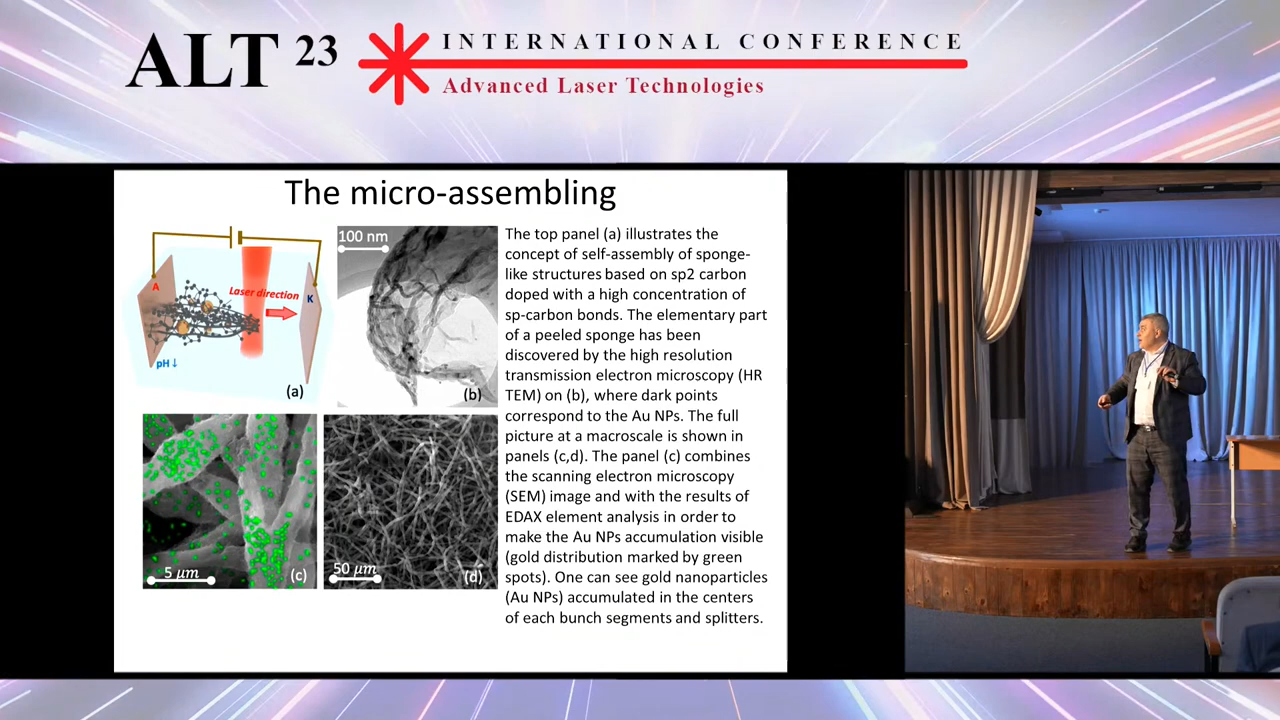 ALT 23
INTERNATIONAL CONFERENCE
Advanced Laser Technologies
The micro-assembling
A
Laser direction
K
pH ↓
(a)
100 nm
(b)
5 μm
(c)
50 μm
(d)
The top panel (a) illustrates the
concept of self-assembly of sponge-
like structures based on sp2 carbon
doped with a high concentration of
sp-carbon bonds. The elementary part
of a peeled sponge has been
discovered by the high resolution
transmission electron microscopy (HR
TEM) on (b), where dark points
correspond to the Au NPs. The full
picture at a macroscale is shown in
panels (c,d). The panel (c) combines
the scanning electron microscopy
(SEM) image and with the results of
EDAX element analysis in order to
make the Au NPs accumulation visible
(gold distribution marked by green
spots). One can see gold nanoparticles
(Au NPs) accumulated in the centers
of each bunch segments and splitters.